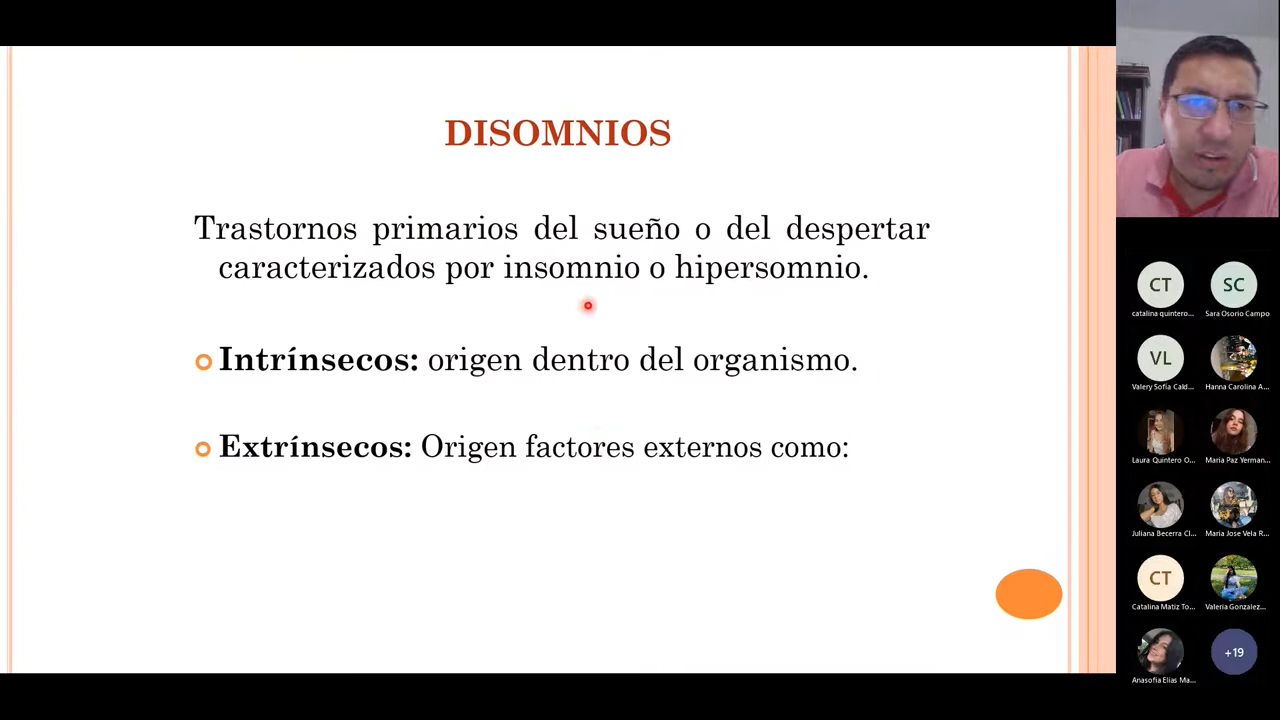 DISOMNIOS
Trastornos primarios del sueño o del despertar
caracterizados por insomnio o hipersomnio.
Intrínsecos: origen dentro del organismo.
Extrínsecos: Origen factores externos como:
CT
SC
catalina quintero...
Sara Osorio Campo
VL
Valery Sofía Cald...
Hanna Carolina A...
Laura Quintero O...
Maria Paz Yerman...
Juliana Becerra Cl...
Maria Jose Vela R...
CT
Catalina Matiz To...
Valeria Gonzalez...
+19
Anasofia Elias Ma...